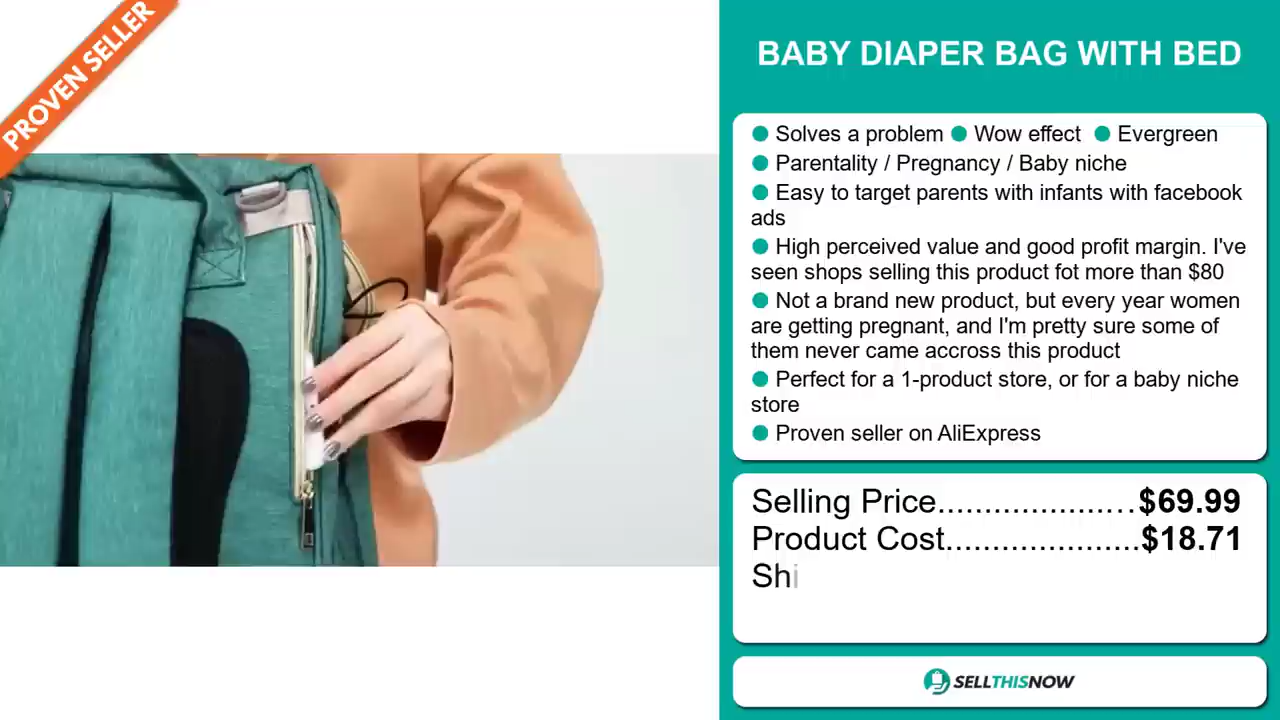 PROVEN SELLER
BABY DIAPER BAG WITH BED
● Solves a problem ● Wow effect ● Evergreen
● Parentality / Pregnancy / Baby niche
● Easy to target parents with infants with facebook
ads
● High perceived value and good profit margin. I've
seen shops selling this product fot more than $80
● Not a brand new product, but every year women
are getting pregnant, and I'm pretty sure some of
them never came accross this product
● Perfect for a 1-product store, or for a baby niche
store
● Proven seller on AliExpress
Selling Price.....................$69.99
Product Cost.....................$18.71
Shi
SELLTHISNOW